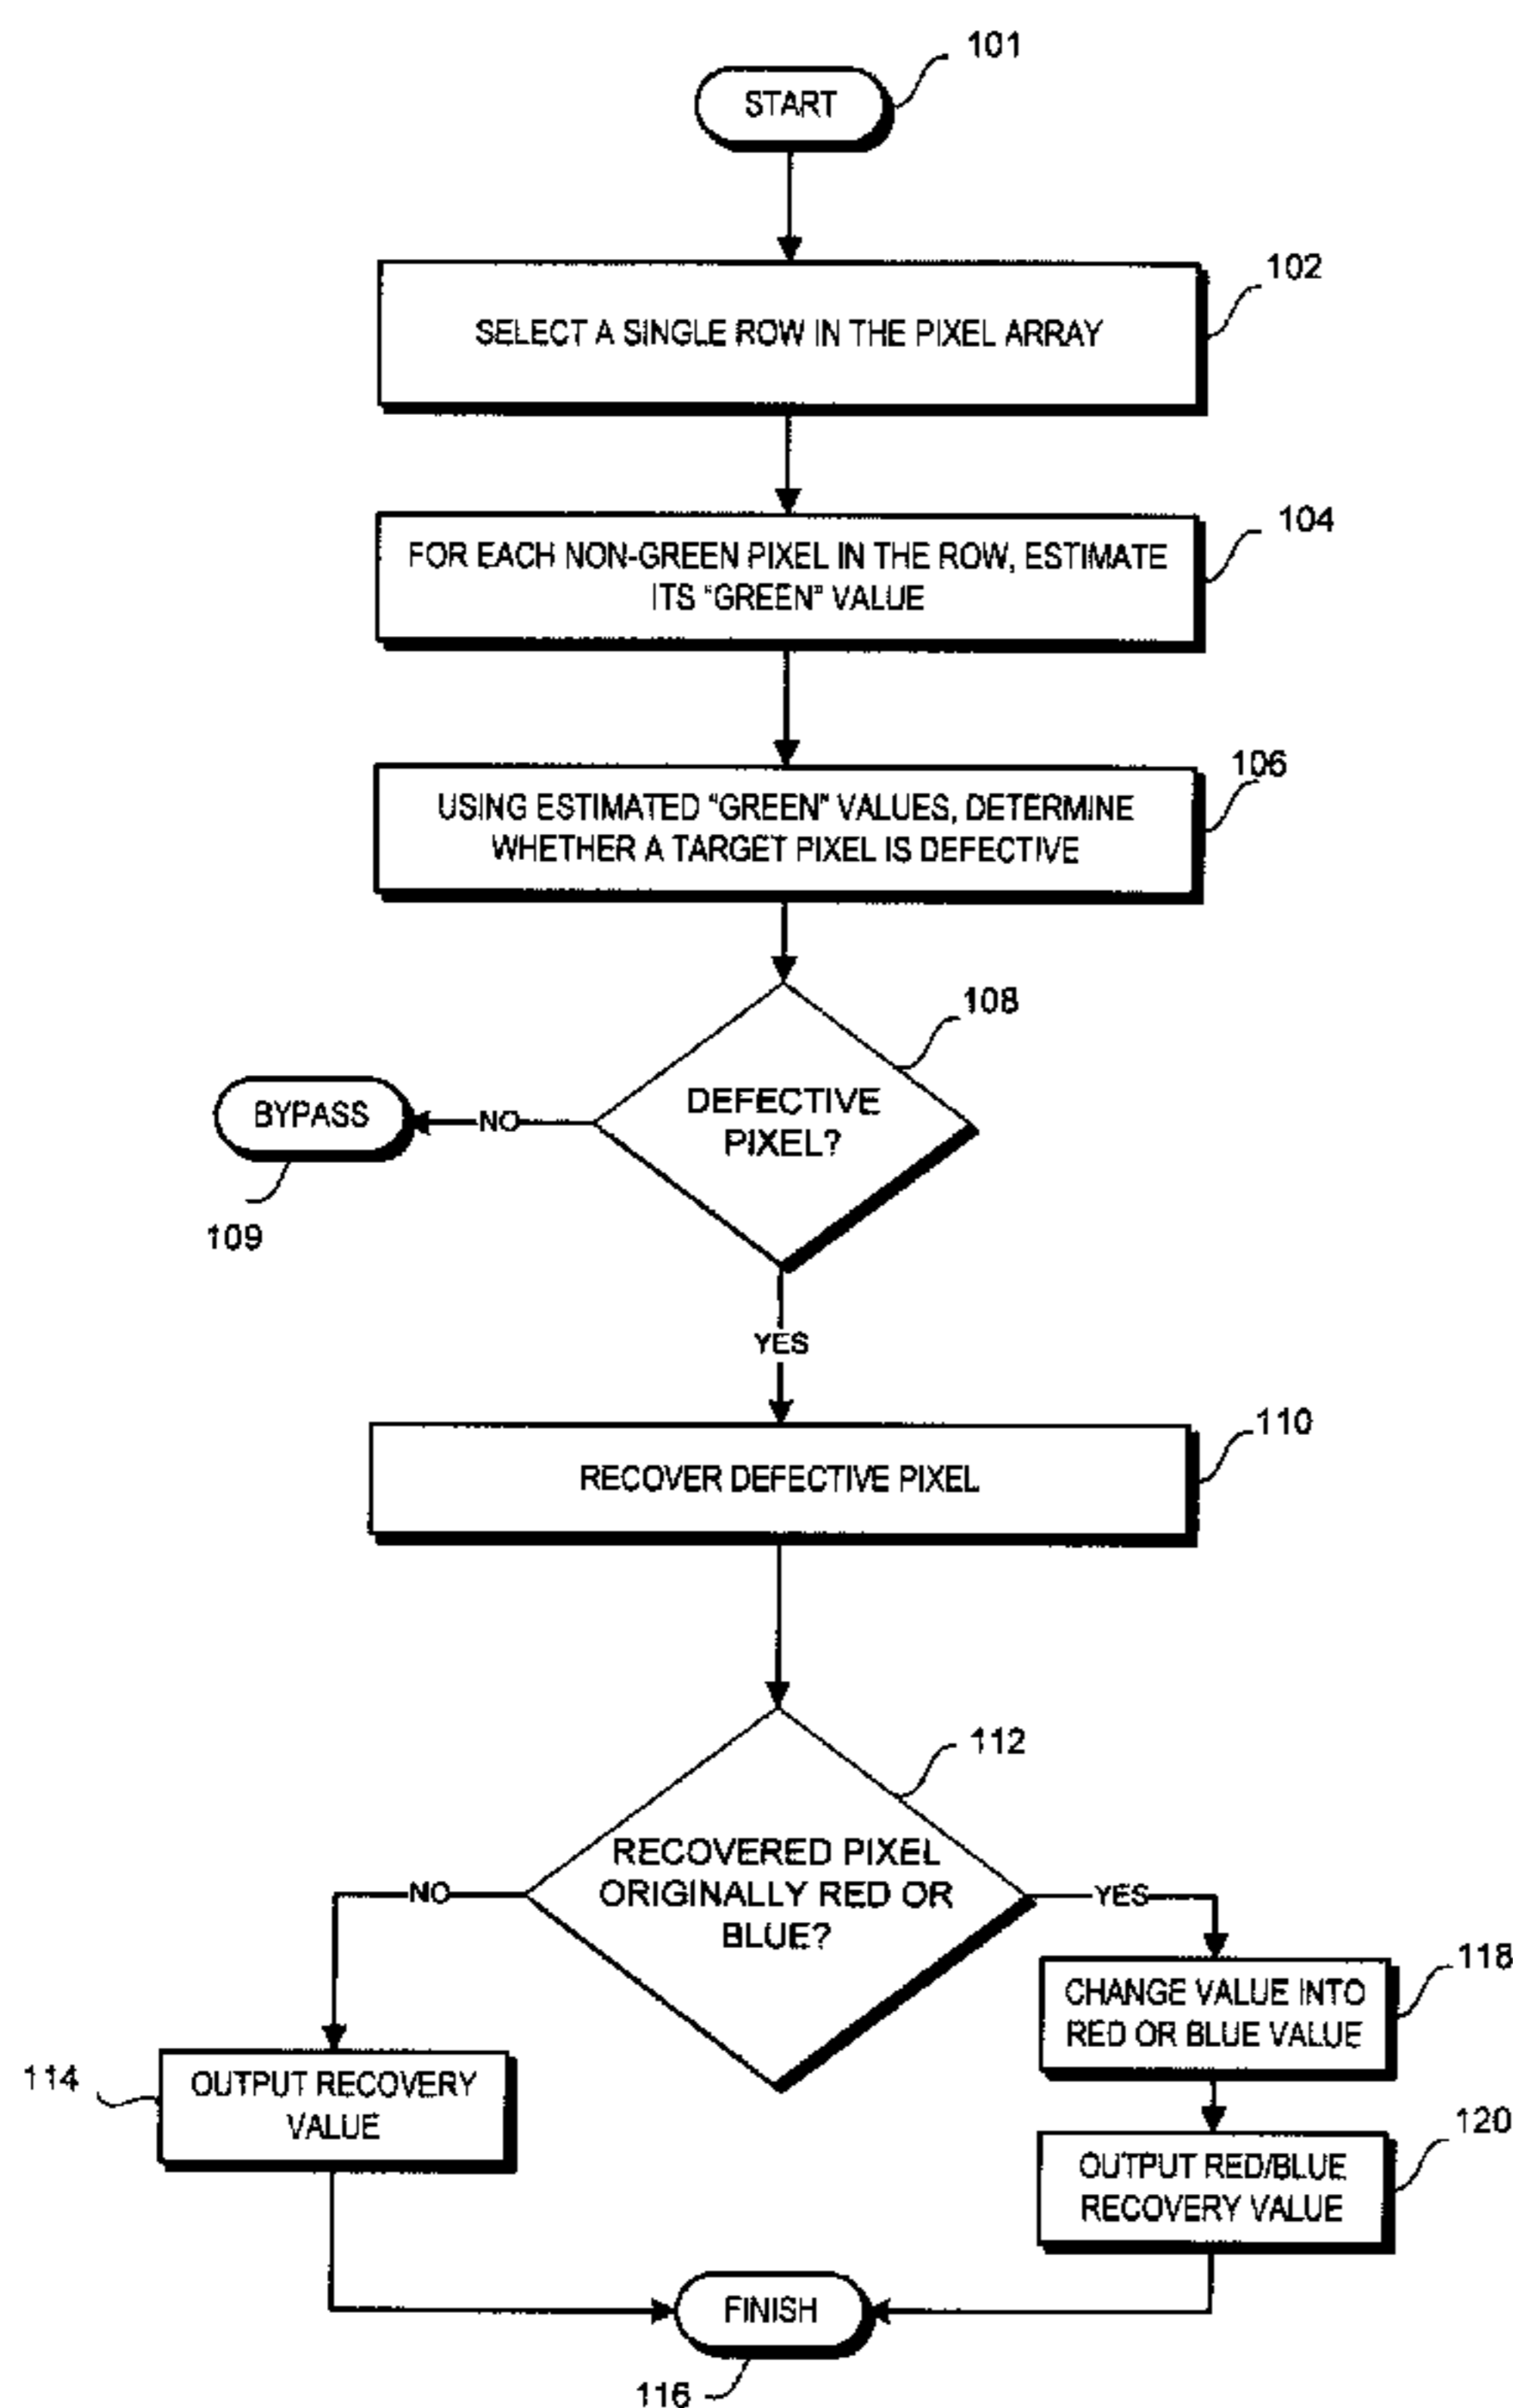 101
START
102
SELECT A SINGLE ROW IN THE PIXEL ARRAY
104
FOR EACH NON-GREEN PIXEL IN THE ROW, ESTIMATE
ITS "GREEN" VALUE
106
USING ESTIMATED "GREEN" VALUES, DETERMINE
WHETHER A TARGET PIXEL IS DEFECTIVE
108
DEFECTIVE
PIXEL?
NO
BYPASS
109
YES
110
RECOVER DEFECTIVE PIXEL
112
RECOVERED PIXEL
ORIGINALLY RED OR
BLUE?
NO
YES
118
CHANGE VALUE INTO
RED OR BLUE VALUE
114
OUTPUT RECOVERY
VALUE
120
OUTPUT RED/BLUE
RECOVERY VALUE
FINISH
116